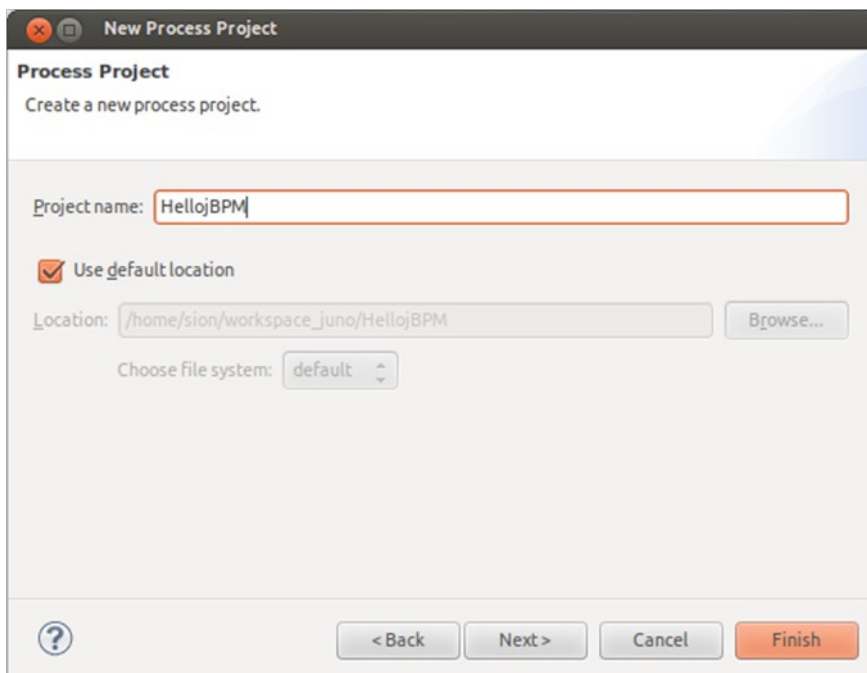 New Process Project
Process Project
Create a new process project.
Project name: HellojBPM
Use default location
Location: /home/sion/workspace_juno/HellojBPM Browse...
Choose file system: default
? < Back Next > Cancel Finish